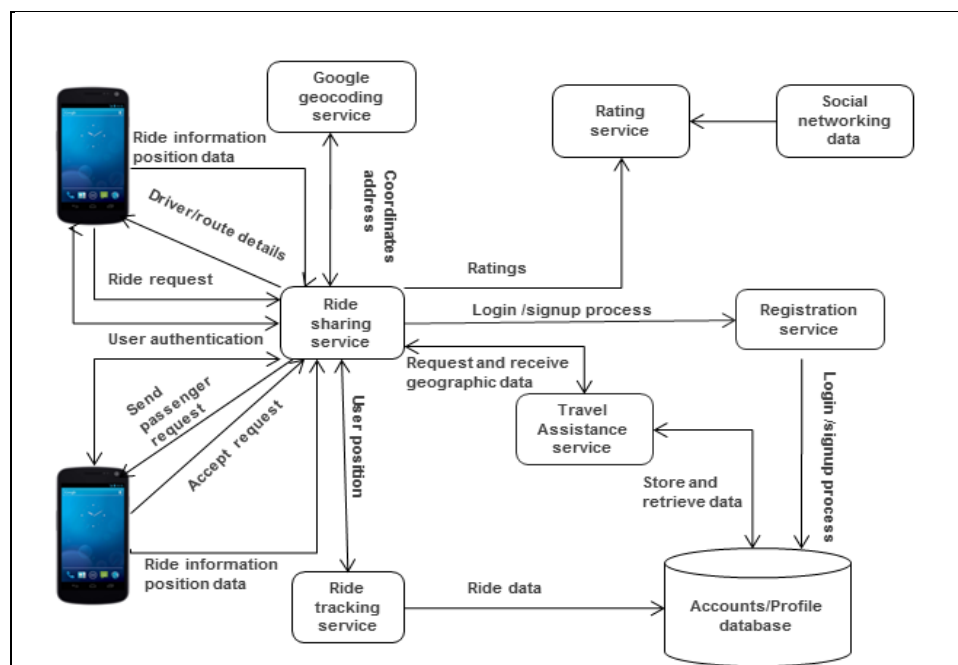 Google
geocoding
service
Rating
service
Social
networking
data
Ride information
position data
Coordinates
address
Driver/route details
Ride request
Ratings
Ride
sharing
service
Login /signup process
Registration
service
User authentication
Request and receive
geographic data
Send
passenger
request
Accept request
User position
Travel
Assistance
service
Login /signup process
Store and
retrieve data
Ride information
position data
Ride
tracking
service
Ride data
Accounts/Profile
database